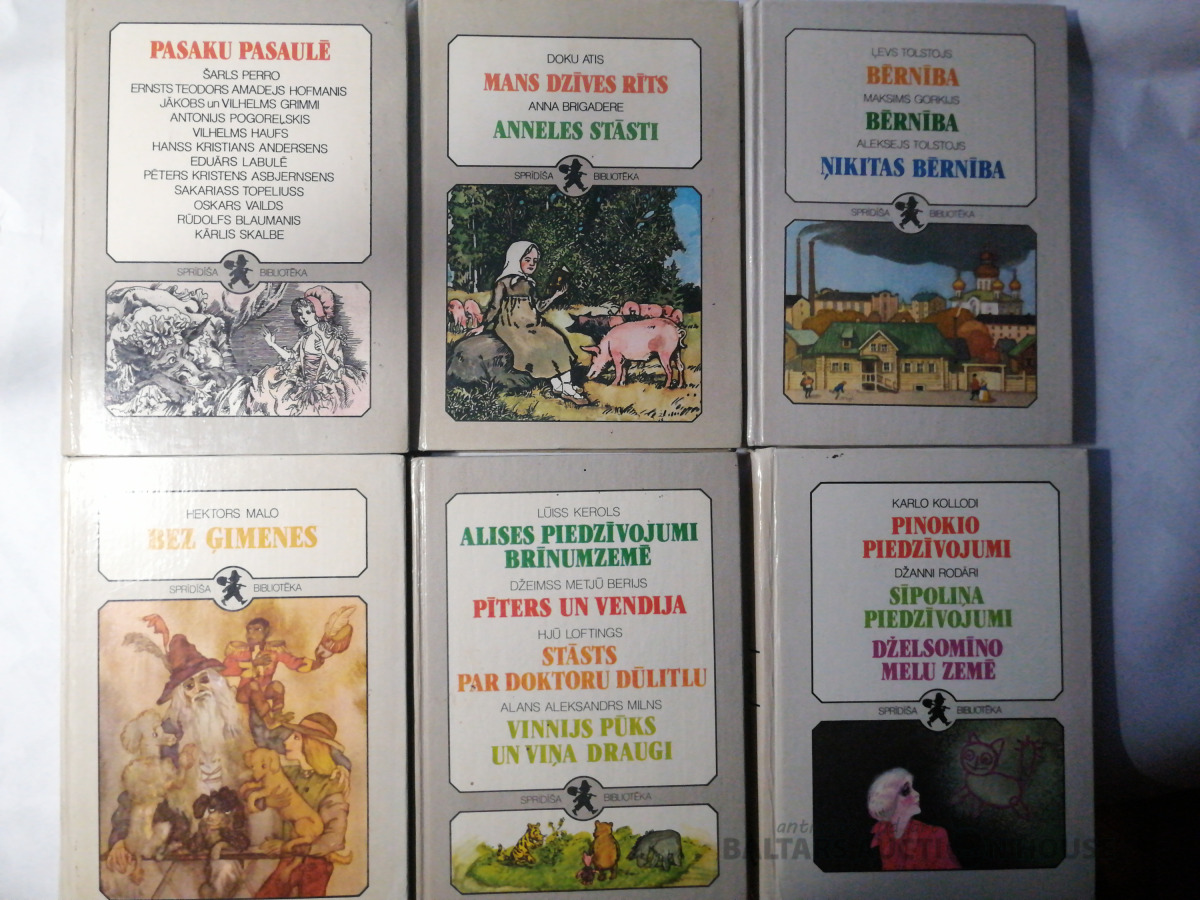 PASAKU PASAULĒ
ŠARLS PERRO
ERNSTS TEODORS AMADEJS HOFMANIS
JĀKOBS un VILHELMS GRIMMI
ANTONIJS POGOREĻSKIS
VILHELMS HAUFS
HANSS KRISTIANS ANDERSENS
EDUĀRS LABULĒ
PĒTERS KRISTENS ASBJERNSENS
SAKARIASS TOPELIUSS
OSKARS VAILDS
RŪDOLFS BLAUMANIS
KĀRLIS SKALBE
SPRĪDĪŠA BIBLIOTĒKA
DOKU ATIS
MANS DZĪVES RĪTS
ANNA BRIGADERE
ANNELES STĀSTI
SPRĪDĪŠA BIBLIOTĒKA
ĻEVS TOLSTOJS
BĒRNĪBA
MAKSIMS GORKIJS
BĒRNĪBA
ALEKSEJS TOLSTOJS
ŅIKITAS BĒRNĪBA
SPRĪDĪŠA BIBLIOTĒKA
HEKTORS MALO
BEZ ĢIMENES
SPRĪDĪŠA BIBLIOTĒKA
LŪISS KEROLS
ALISES PIEDZĪVOJUMI
BRĪNUMZEMĒ
DŽEIMSS METJŪ BERIJS
PĪTERS UN VENDIJA
HJŪ LOFTINGS
STĀSTS
PAR DOKTORU DŪLITLU
ALANS ALEKSANDRS MILNS
VINNIJS PŪKS
UN VIŅA DRAUGI
SPRĪDĪŠA BIBLIOTĒKA
KARLO KOLLODI
PINOKIO
PIEDZĪVOJUMI
DŽANNI RODĀRI
SĪPOLIŅA
PIEDZĪVOJUMI
DŽELSOMĪNO
MELU ZEMĒ
SPRĪDĪŠA BIBLIOTĒKA